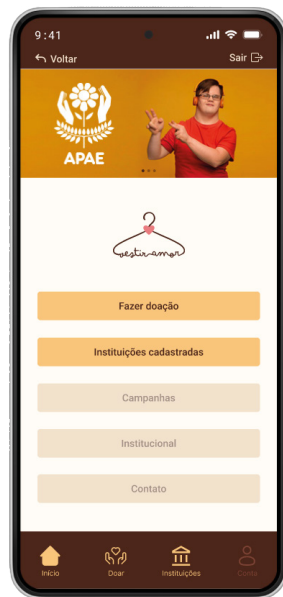 9:41
Voltar
Sair
APAE
vestir amor
Fazer doação
Instituições cadastradas
Campanhas
Institucional
Contato
Início
Doar
Instituições
Conta